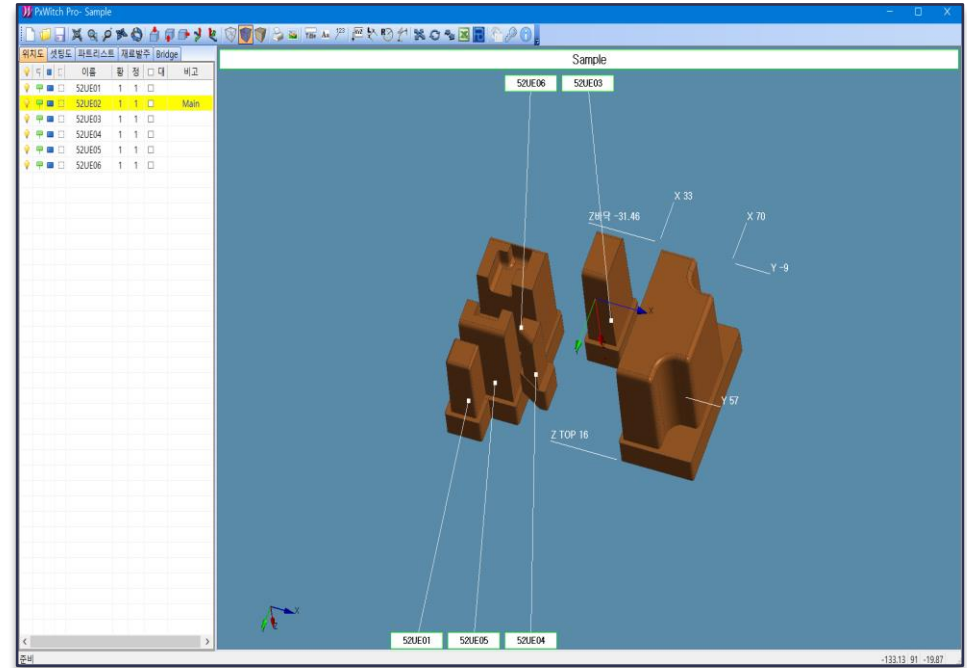 PxWitch Pro- Sample
위치도 셋팅도 파트리스트 재료발주 Bridge
이름 황 정 대 비고
52UE01 1 1
52UE02 1 1 Main
52UE03 1 1
52UE04 1 1
52UE05 1 1
52UE06 1 1
Sample
52UE06 52UE03
X 33
Z바닥 -31.46
X 70
Y -9
X
Y 57
Z TOP 16
X
52UE01 52UE05 52UE04
준비
-133.13 91 -19.87